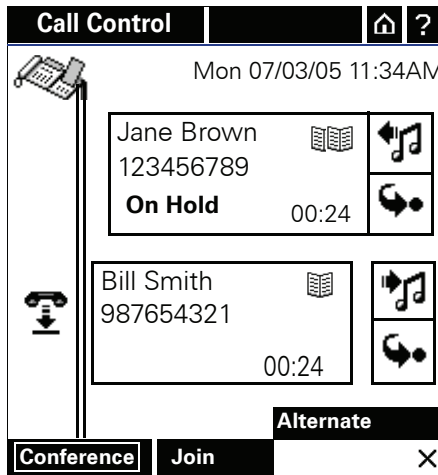 Call Control
?
Mon 07/03/05 11:34AM
Jane Brown
123456789
On Hold
00:24
Bill Smith
987654321
00:24
Alternate
Conference Join